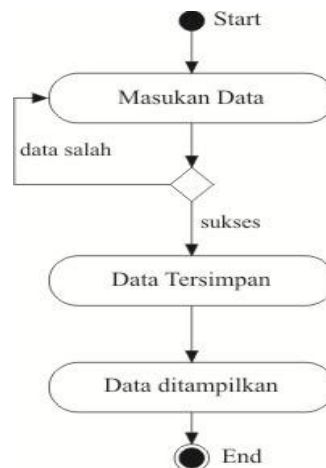 Start
Masukan Data
data salah
sukses
Data Tersimpan
Data ditampilkan
End